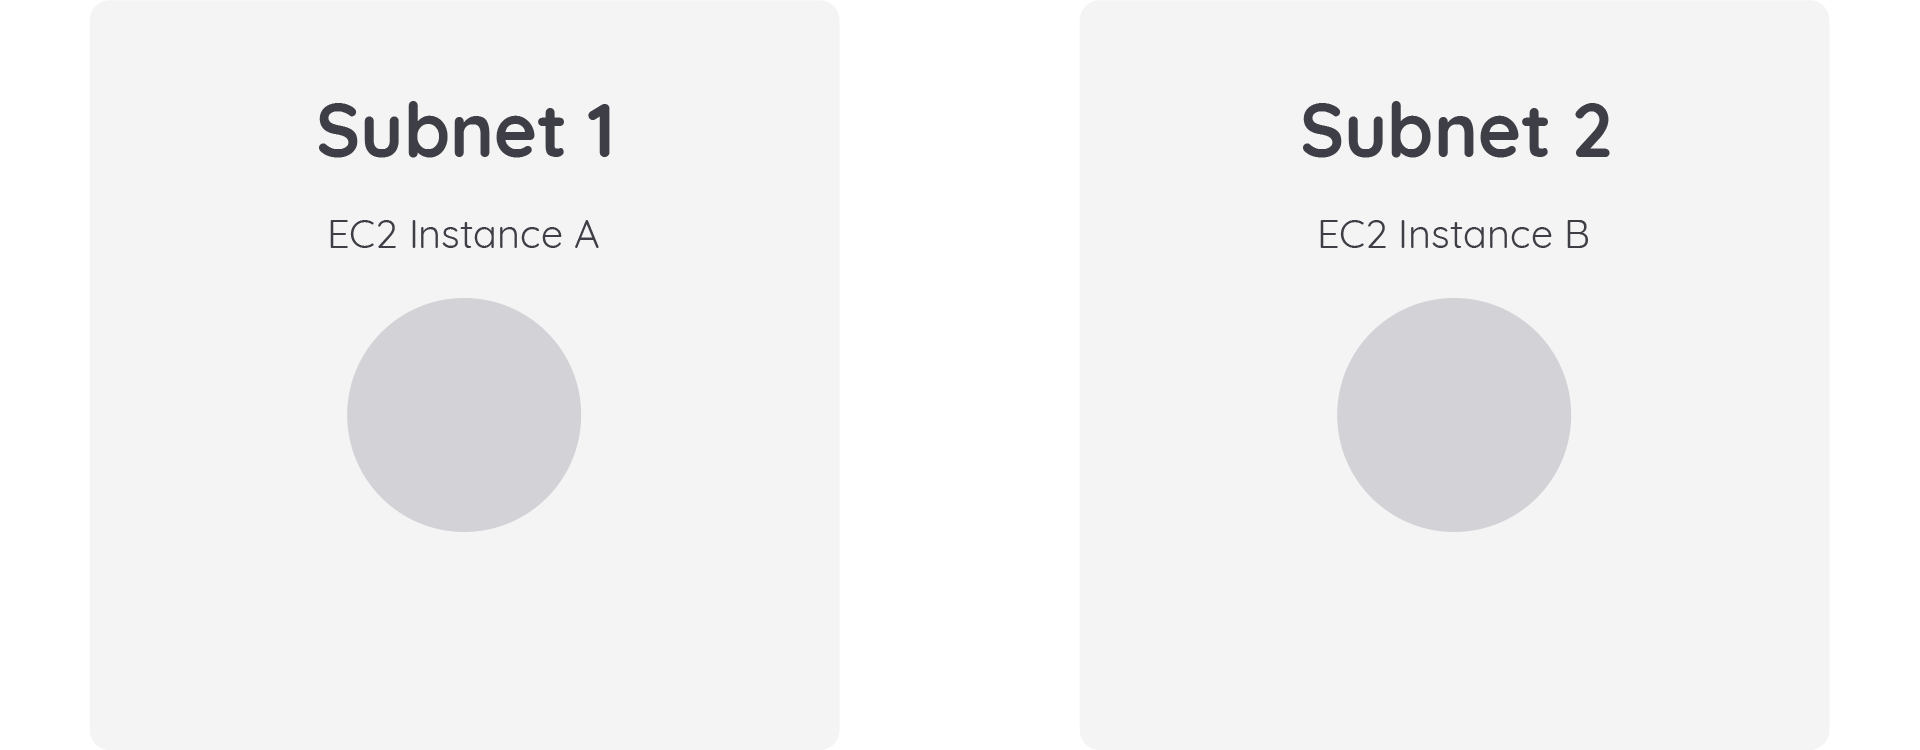 Subnet 1
EC2 Instance A
Subnet 2
EC2 Instance B